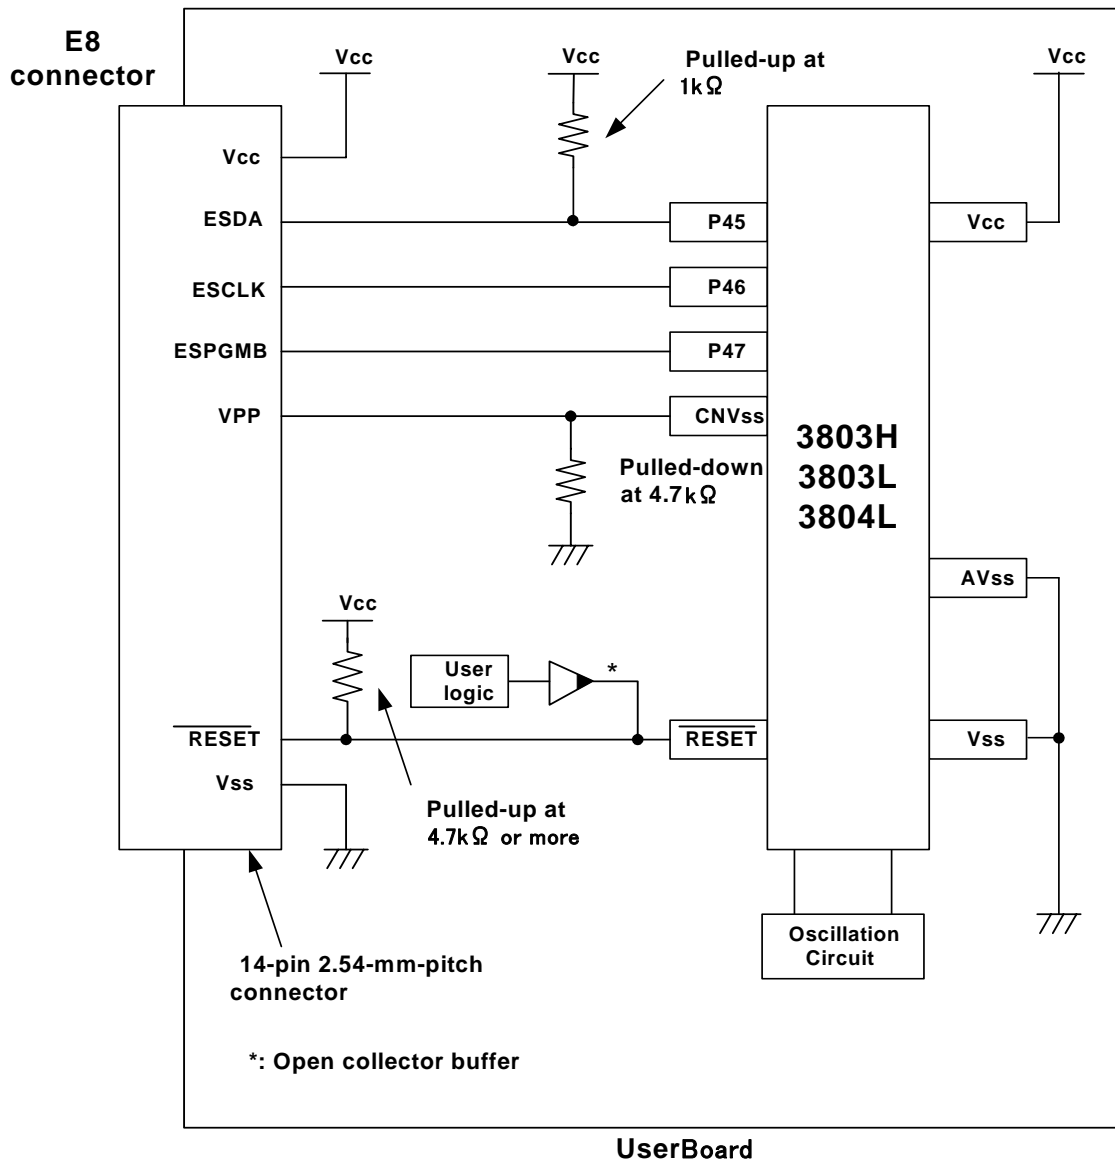 E8
connector
Vcc
Vcc
Pulled-up at
1kΩ
Vcc
Vcc
ESDA
P45
Vcc
ESCLK
P46
ESPGMB
P47
VPP
CNVss
3803H
3803L
3804L
Pulled-down
at 4.7kΩ
AVss
Vcc
User
logic
*
RESET
RESET
Vss
Vss
Pulled-up at
4.7kΩ or more
Oscillation
Circuit
14-pin 2.54-mm-pitch
connector
*: Open collector buffer
UserBoard